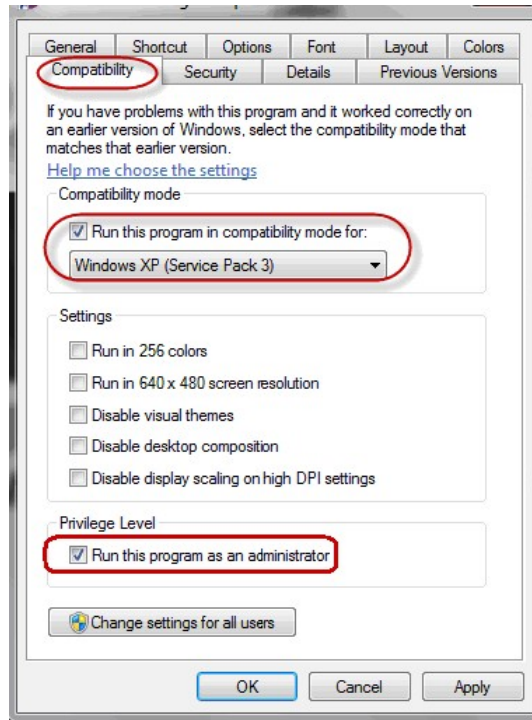 General Shortcut Options Font Layout Colors
Compatibility Security Details Previous Versions
If you have problems with this program and it worked correctly on
an earlier version of Windows, select the compatibility mode that
matches that earlier version.
Help me choose the settings
Compatibility mode
Run this program in compatibility mode for:
Windows XP (Service Pack 3)
Settings
Run in 256 colors
Run in 640 x 480 screen resolution
Disable visual themes
Disable desktop composition
Disable display scaling on high DPI settings
Privilege Level
Run this program as an administrator
Change settings for all users
OK Cancel Apply